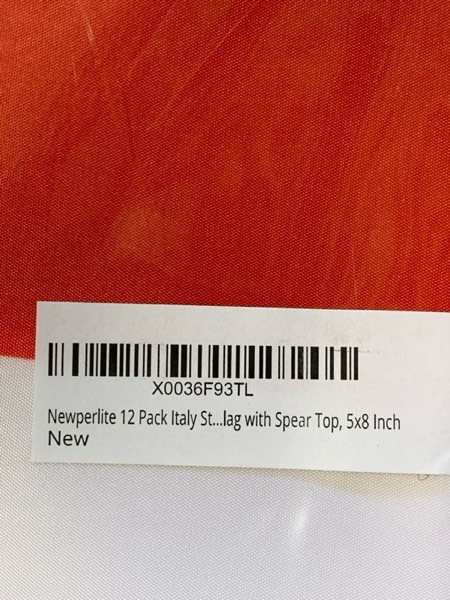 X0036F93TL
Newperlite 12 Pack Italy St...lag with Spear Top, 5x8 Inch
New